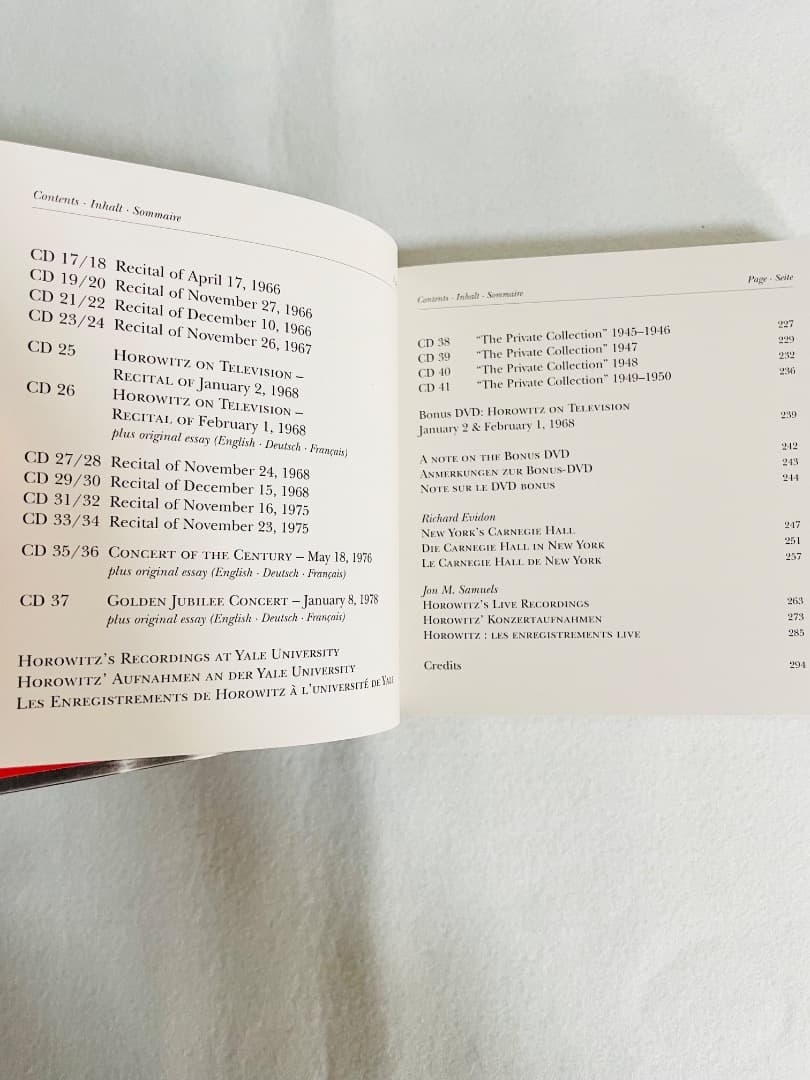 Contents · Inhalt · Sommaire
CD 17/18 Recital of April 17, 1966
CD 19/20 Recital of November 27, 1966
CD 21/22 Recital of December 10, 1966
CD 23/24 Recital of November 26, 1967
CD 25 Horowitz on Television –
Recital of January 2, 1968
CD 26 Horowitz on Television –
Recital of February 1, 1968
plus original essay (English · Deutsch · Français)
CD 27/28 Recital of November 24, 1968
CD 29/30 Recital of December 15, 1968
CD 31/32 Recital of November 16, 1975
CD 33/34 Recital of November 23, 1975
CD 35/36 Concert of the Century – May 18, 1976
plus original essay (English · Deutsch · Français)
CD 37 Golden Jubilee Concert – January 8, 1978
plus original essay (English · Deutsch · Français)
Horowitz's Recordings at Yale University
Horowitz' Aufnahmen an der Yale University
Les Enregistrements de Horowitz à l'université de Yale
Contents · Inhalt · Sommaire Page · Seite
CD 38 “The Private Collection” 1945–1946 227
CD 39 “The Private Collection” 1947 229
CD 40 “The Private Collection” 1948 232
CD 41 “The Private Collection” 1949–1950 236
Bonus DVD: Horowitz on Television
January 2 & February 1, 1968 239
A note on the Bonus DVD 242
Anmerkungen zur Bonus-DVD 243
Note sur le DVD bonus 244
Richard Evidon
New York's Carnegie Hall 247
Die Carnegie Hall in New York 251
Le Carnegie Hall de New York 257
Jon M. Samuels
Horowitz's Live Recordings 263
Horowitz' Konzertaufnahmen 273
Horowitz : les enregistrements live 285
Credits 294